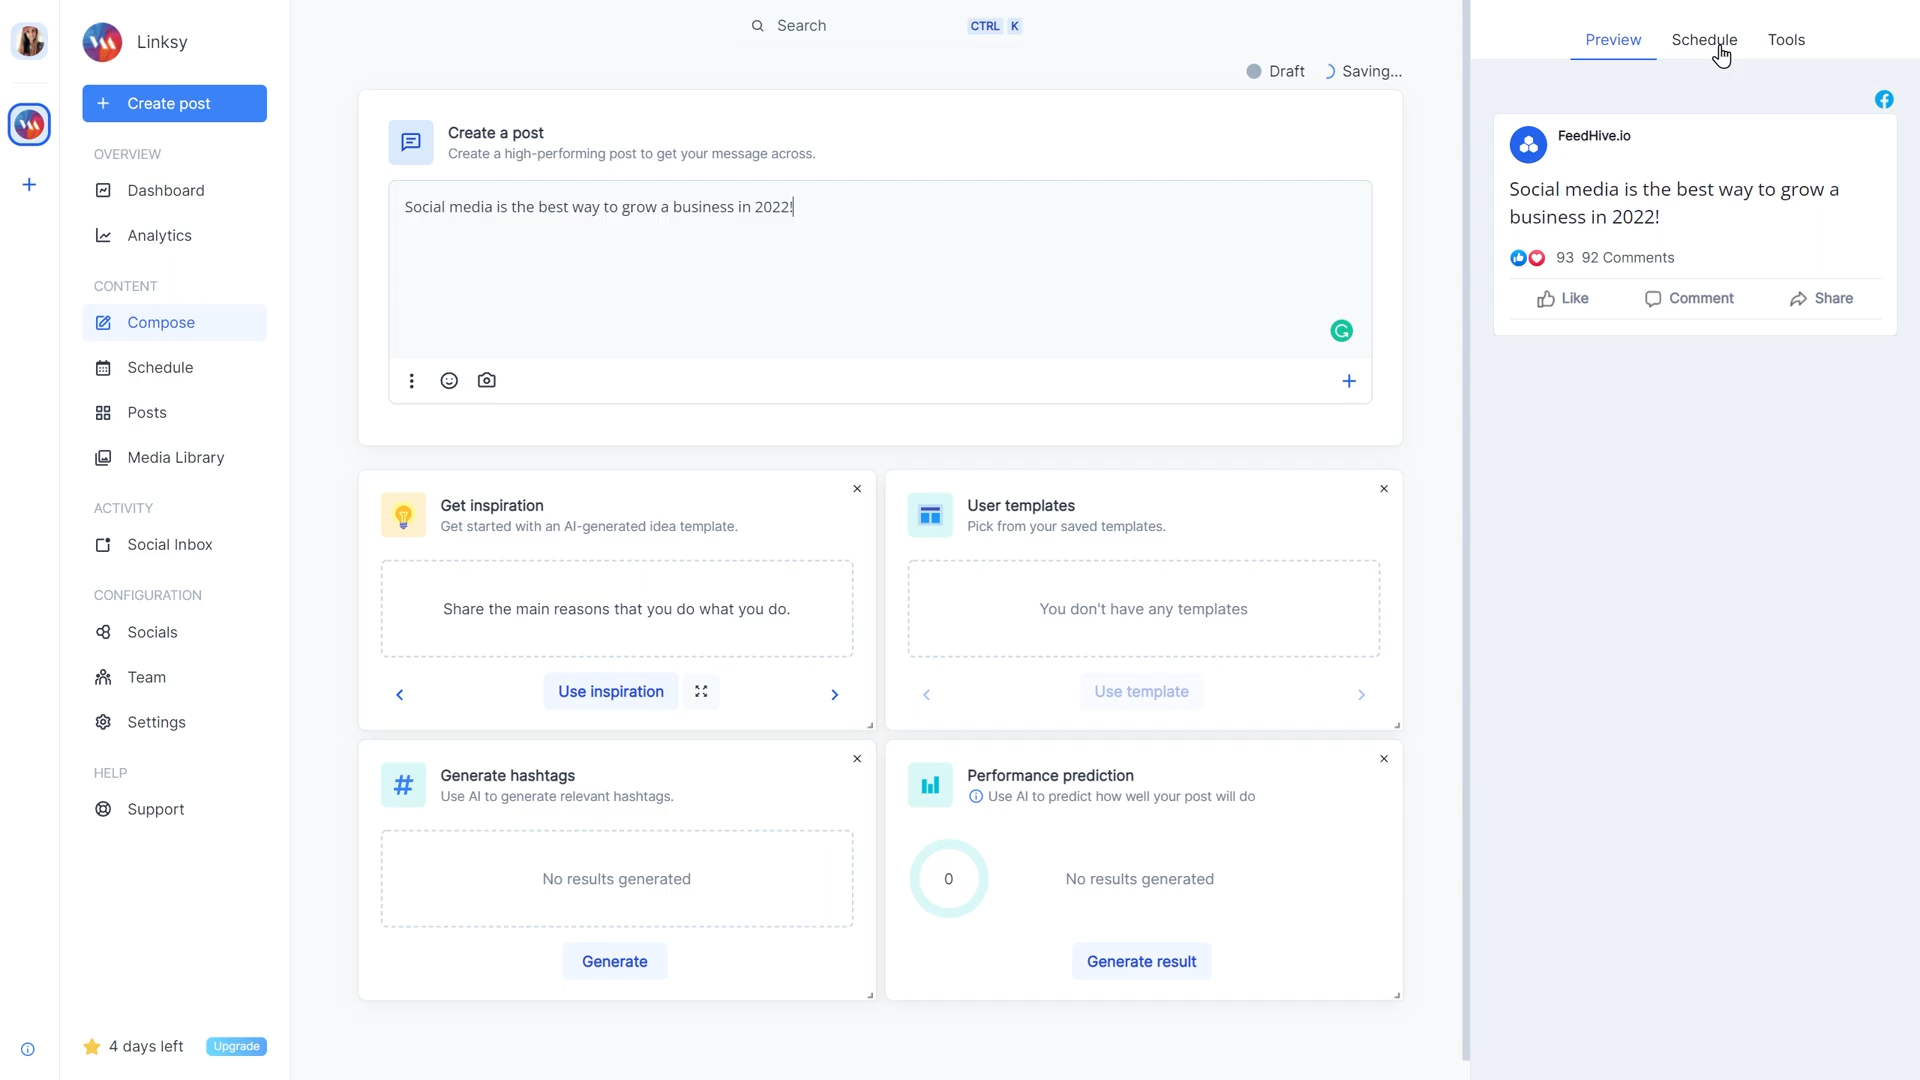 Linksy
Create post
OVERVIEW
Dashboard
Analytics
CONTENT
Compose
Schedule
Posts
Media Library
ACTIVITY
Social Inbox
CONFIGURATION
Socials
Team
Settings
HELP
Support
4 days left
Upgrade
Search
CTRL K
Draft
Saving...
Create a post
Create a high-performing post to get your message across.
Social media is the best way to grow a business in 2022!
Get inspiration
Get started with an AI-generated idea template.
Share the main reasons that you do what you do.
Use inspiration
User templates
Pick from your saved templates.
You don't have any templates
Use template
Generate hashtags
Use AI to generate relevant hashtags.
No results generated
Generate
Performance prediction
Use AI to predict how well your post will do
0
No results generated
Generate result
Preview
Schedule
Tools
FeedHive.io
Social media is the best way to grow a
business in 2022!
93 92 Comments
Like
Comment
Share